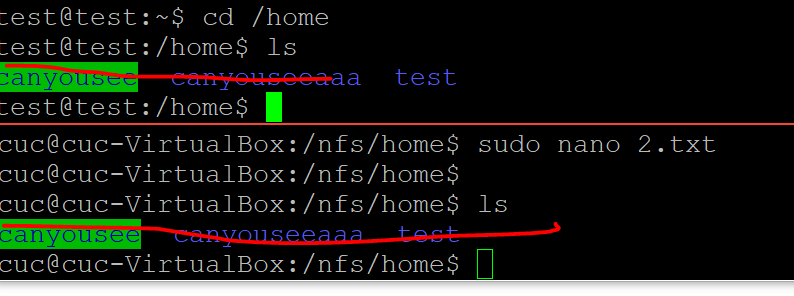 test@test:~$ cd /home
test@test:/home$ ls
canyousee  canyouseeaaa  test
test@test:/home$
cuc@cuc-VirtualBox:/nfs/home$ sudo nano 2.txt
cuc@cuc-VirtualBox:/nfs/home$
cuc@cuc-VirtualBox:/nfs/home$ ls
canyousee  canyouseeaaa  test
cuc@cuc-VirtualBox:/nfs/home$